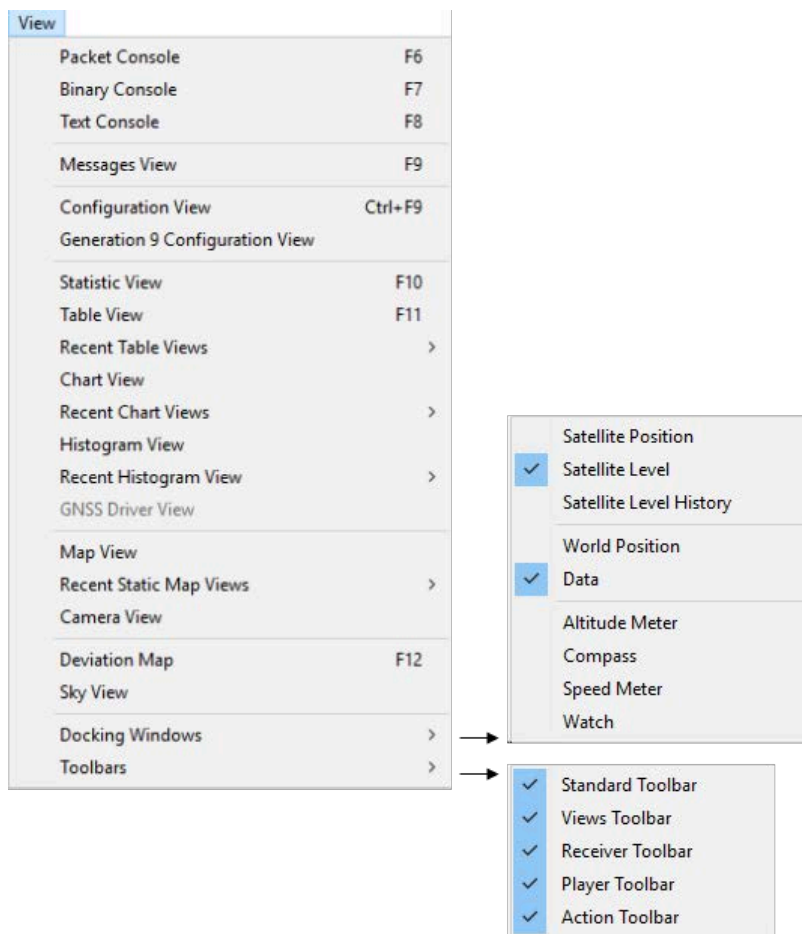 View
Packet Console F6
Binary Console F7
Text Console F8
Messages View F9
Configuration View Ctrl+F9
Generation 9 Configuration View
Statistic View F10
Table View F11
Recent Table Views
Chart View
Recent Chart Views
Histogram View
Recent Histogram View
GNSS Driver View
Map View
Recent Static Map Views
Camera View
Deviation Map F12
Sky View
Docking Windows
Toolbars
Satellite Position
Satellite Level
Satellite Level History
World Position
Data
Altitude Meter
Compass
Speed Meter
Watch
Standard Toolbar
Views Toolbar
Receiver Toolbar
Player Toolbar
Action Toolbar